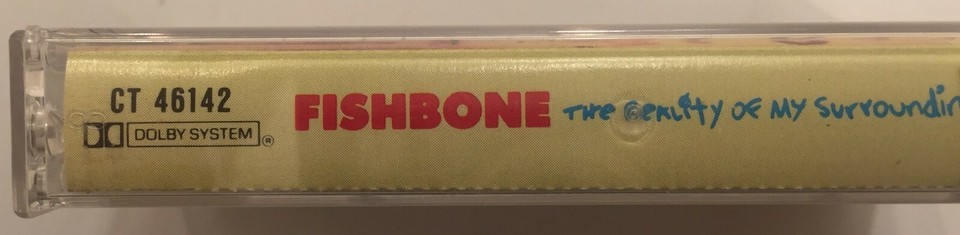 CT 46142
DOLBY SYSTEM®
FISHBONE THE REALITY OF MY SurroundiN